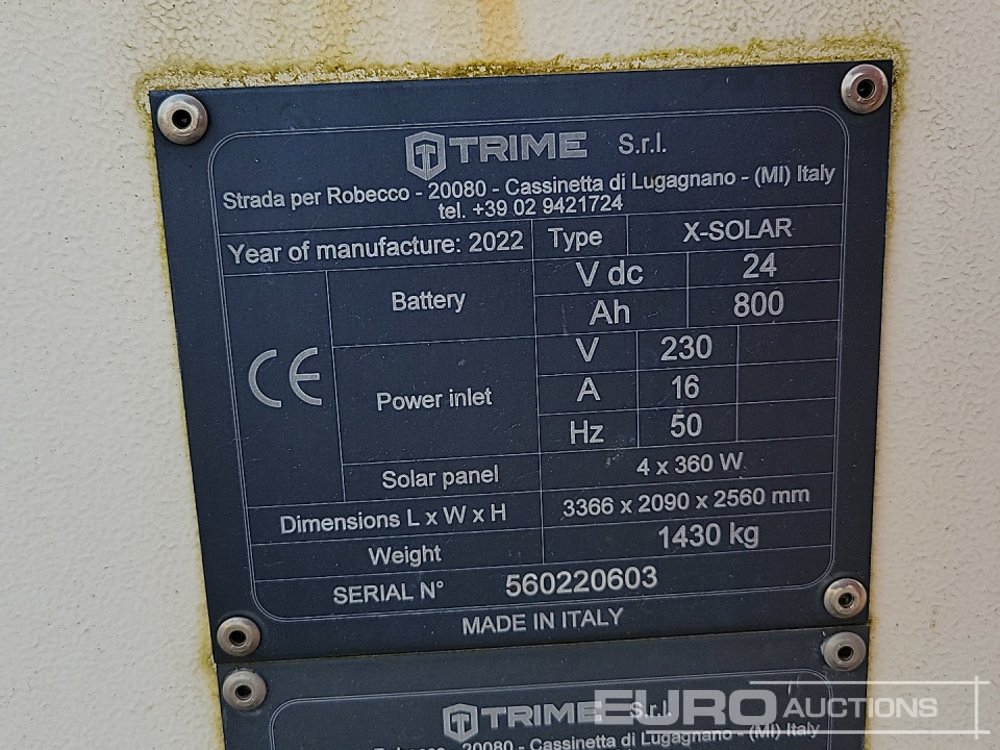 TRIME S.r.l.
Strada per Robecco - 20080 - Cassinetta di Lugagnano - (MI) Italy
tel. +39 02 9421724
Year of manufacture: 2022 Type X-SOLAR
CE
Battery V dc 24
Ah 800
Power inlet V 230
A 16
Hz 50
Solar panel 4 x 360 W
Dimensions L x W x H 3366 x 2090 x 2560 mm
Weight 1430 kg
SERIAL N° 560220603
MADE IN ITALY
TRIME S.r.l.
Robecco - 20080 - Cassinetta di Lugagnano - (MI) Italy
EURO AUCTIONS